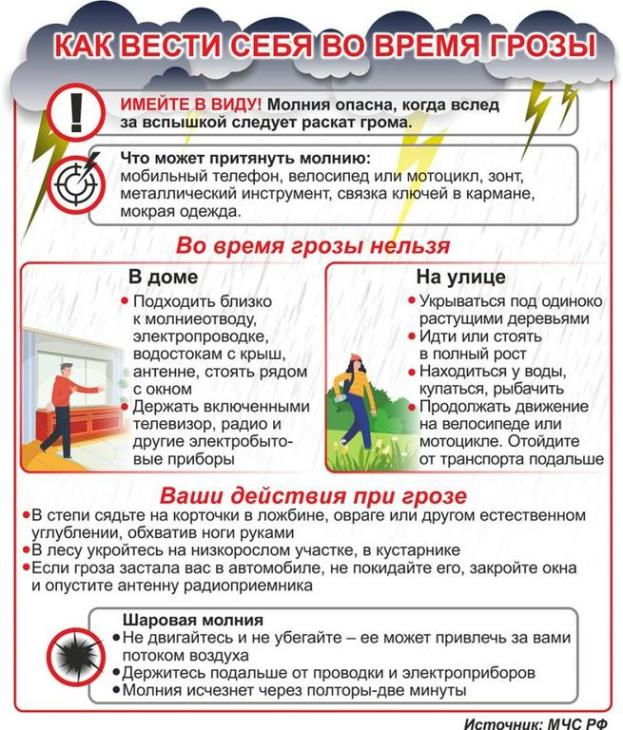 КАК ВЕСТИ СЕБЯ ВО ВРЕМЯ ГРОЗЫ
ИМЕЙТЕ В ВИДУ! Молния опасна, когда вслед
за вспышкой следует раскат грома.
Что может притянуть молнию:
мобильный телефон, велосипед или мотоцикл, зонт,
металлический инструмент, связка ключей в кармане,
мокрая одежда.
Во время грозы нельзя
В доме
• Подходить близко
к молниеотводу,
электропроводке,
водостокам с крыш,
антенне, стоять рядом
с окном
• Держать включенными
телевизор, радио и
другие электробыто-
вые приборы
На улице
• Укрываться под одиноко
растущими деревьями
• Идти или стоять
в полный рост
• Находиться у воды,
купаться, рыбачить
• Продолжать движение
на велосипеде или
мотоцикле. Отойдите
от транспорта подальше
Ваши действия при грозе
• В степи сядьте на корточки в ложбине, овраге или другом естественном
углублении, обхватив ноги руками
• В лесу укройтесь на низкорослом участке, в кустарнике
• Если гроза застала вас в автомобиле, не покидайте его, закройте окна
и опустите антенну радиоприемника
Шаровая молния
• Не двигайтесь и не убегайте – ее может привлечь за вами
потоком воздуха
• Держитесь подальше от проводки и электроприборов
• Молния исчезнет через полторы-две минуты
Источник: МЧС РФ